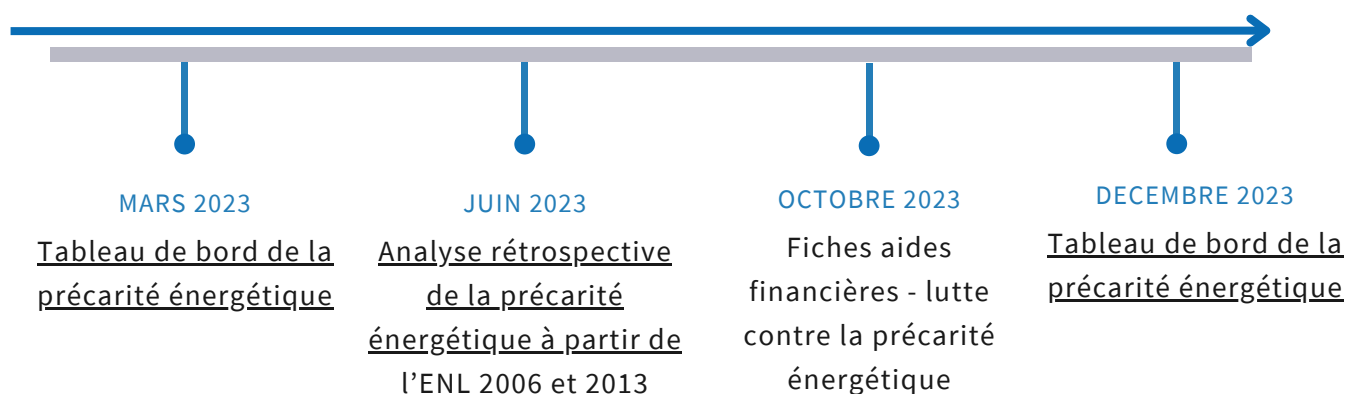 MARS 2023
Tableau de bord de la
précarité énergétique
JUIN 2023
Analyse rétrospective
de la précarité
énergétique à partir de
l’ENL 2006 et 2013
OCTOBRE 2023
Fiches aides
financières - lutte
contre la précarité
énergétique
DECEMBRE 2023
Tableau de bord de la
précarité énergétique